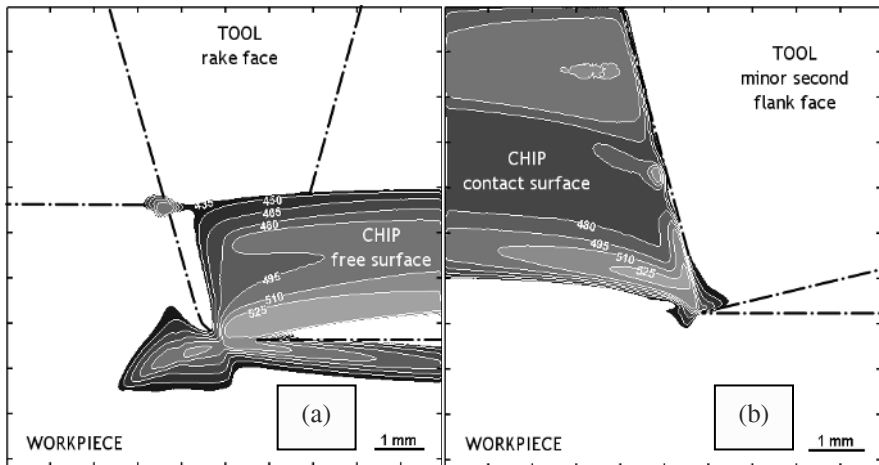 TOOL
rake face
435
450
465
480
CHIP
free surface
495
510
525
(a)
WORKPIECE
1 mm
TOOL
minor second
flank face
CHIP
contact surface
480
495
510
525
(b)
WORKPIECE
1 mm